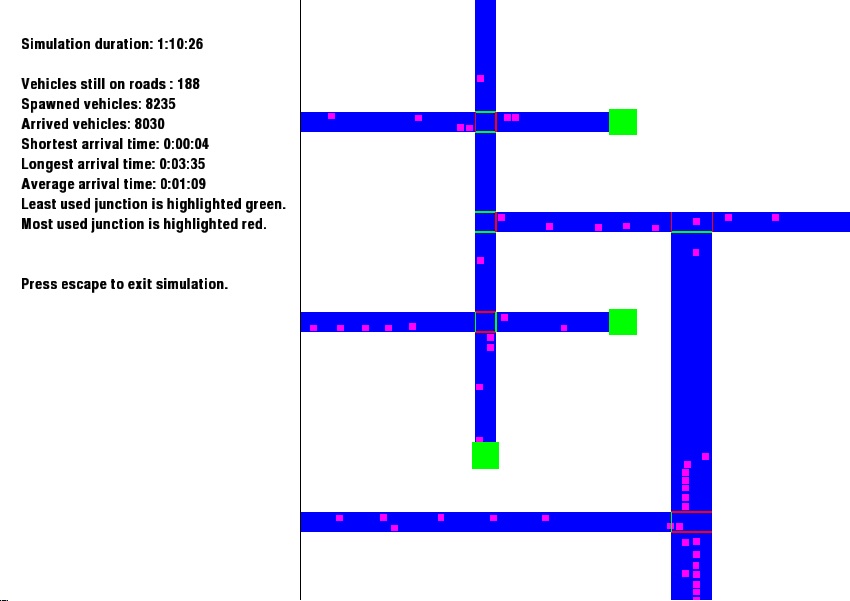 Simulation duration: 1:10:26
Vehicles still on roads : 188
Spawned vehicles: 8235
Arrived vehicles: 8030
Shortest arrival time: 0:00:04
Longest arrival time: 0:03:35
Average arrival time: 0:01:09
Least used junction is highlighted green.
Most used junction is highlighted red.
Press escape to exit simulation.